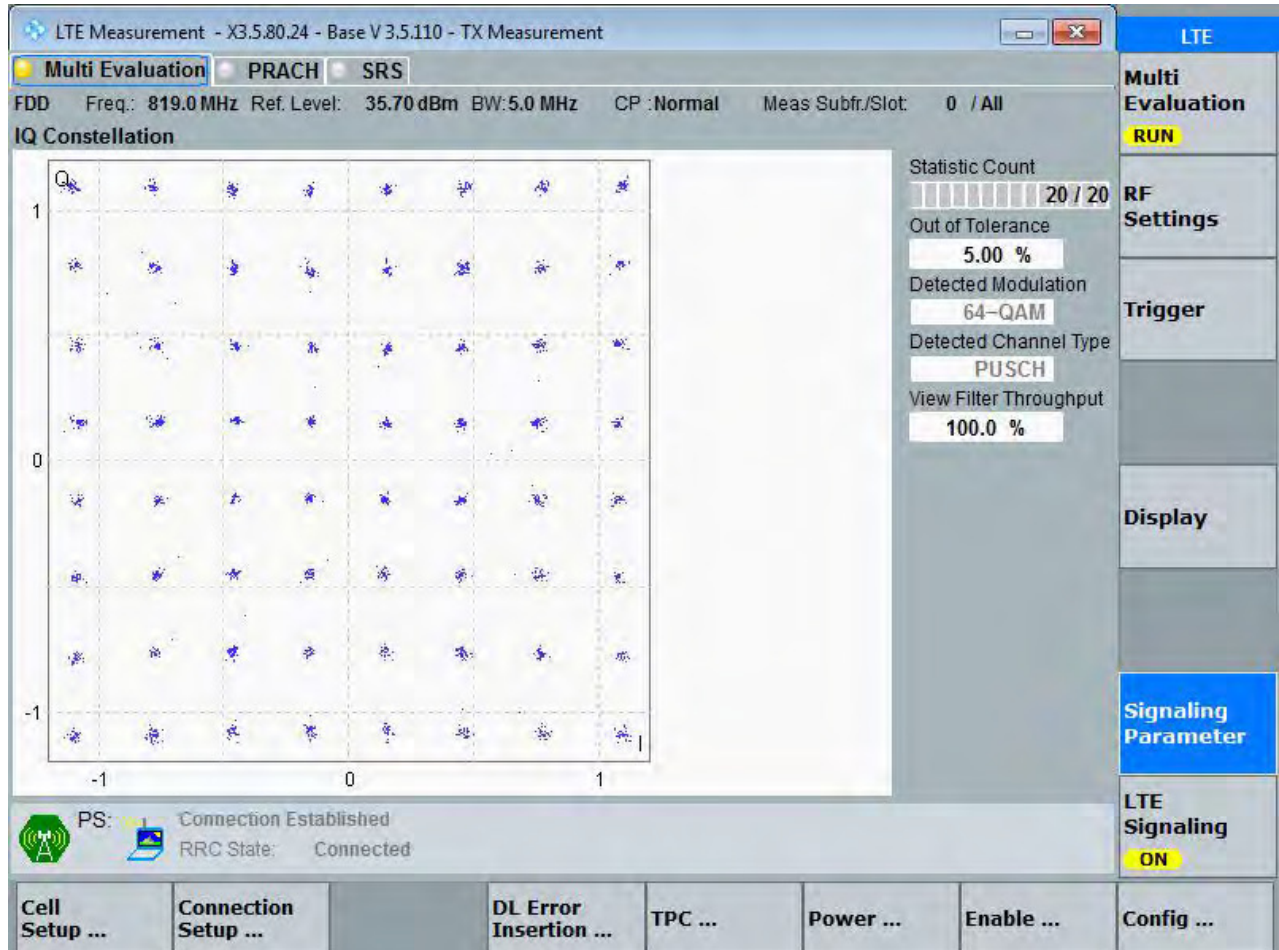 LTE Measurement - X3.5.80.24 - Base V 3.5.110 - TX Measurement
LTE
Multi Evaluation PRACH SRS
FDD Freq.: 819.0 MHz Ref. Level: 35.70 dBm BW: 5.0 MHz CP : Normal Meas Subfr./Slot: 0 / All
IQ Constellation
Multi
Evaluation
RUN
Q
1
0
-1
-1 0 1
I
Statistic Count
20 / 20
Out of Tolerance
5.00 %
Detected Modulation
64-QAM
Detected Channel Type
PUSCH
View Filter Throughput
100.0 %
RF
Settings
Trigger
Display
Signaling
Parameter
LTE
Signaling
ON
PS: Connection Established
RRC State: Connected
Cell
Setup ...
Connection
Setup ...
DL Error
Insertion ...
TPC ...
Power ...
Enable ...
Config ...